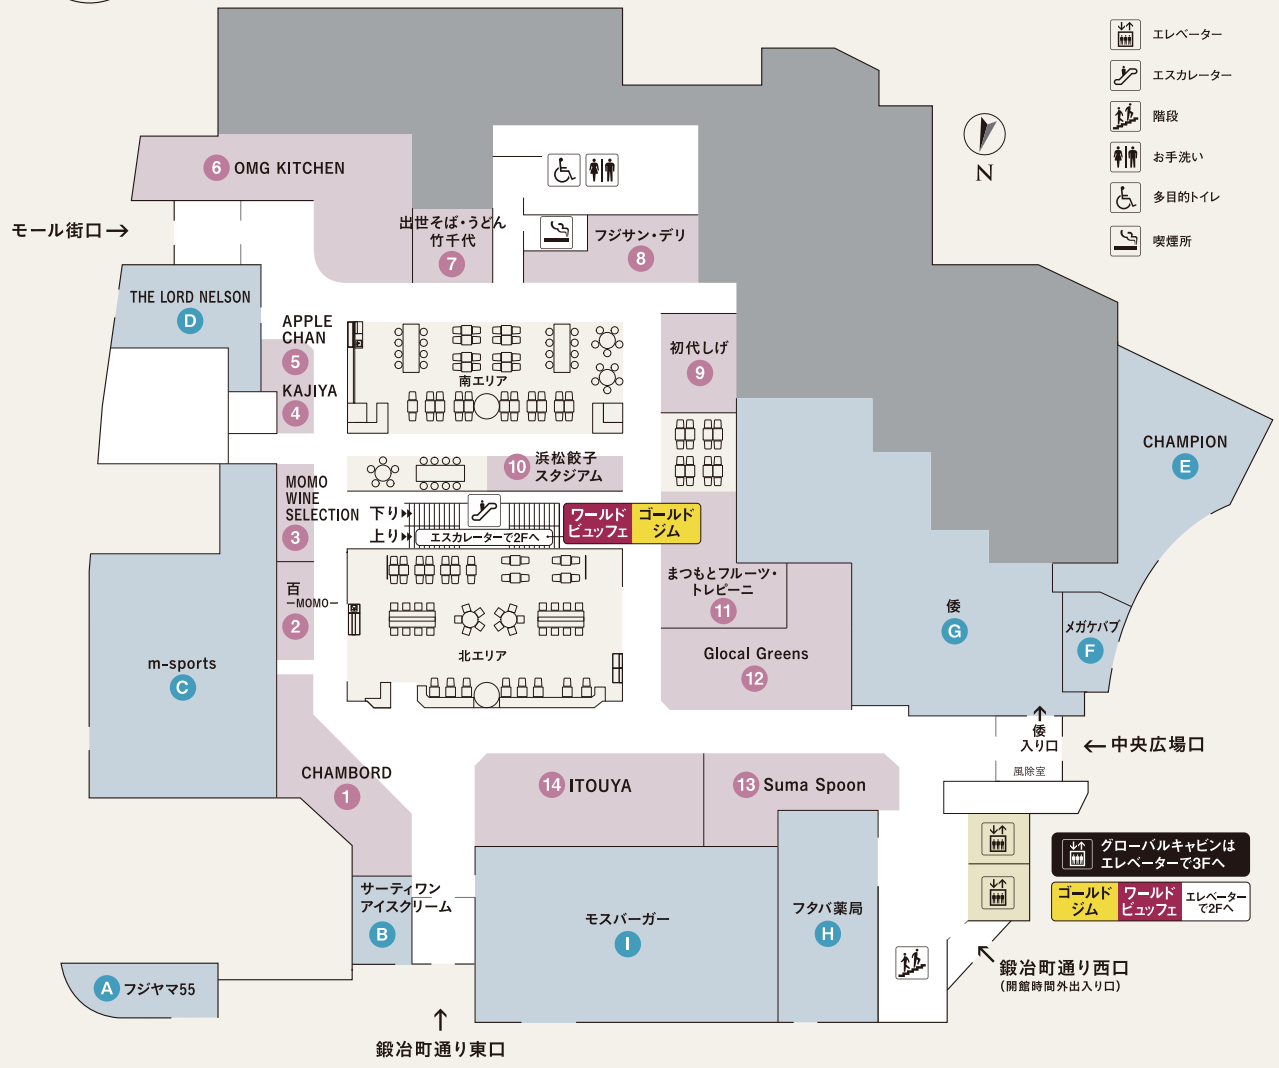 エレベーター
エスカレーター
階段
お手洗い
多目的トイレ
喫煙所
N
6 OMG KITCHEN
モール街口→
出世そば・うどん
竹千代
7
フジサン・デリ
8
THE LORD NELSON
D
APPLE
CHAN
5
KAJIYA
4
南エリア
初代しげ
9
CHAMPION
E
10 浜松餃子
スタジアム
MOMO
WINE
SELECTION
3
下り
上り
エスカレーターで2Fへ
ワールド
ビュッフェ
ゴールド
ジム
百
—MOMO—
2
まつもとフルーツ・
トレピーニ
11
倭
G
メガケバブ
F
m-sports
C
北エリア
Glocal Greens
12
↑
倭
入り口
←中央広場口
風除室
CHAMBORD
1
14 ITOUYA
13 Suma Spoon
グローバルキャビンは
エレベーターで3Fへ
ゴールド
ジム
ワールド
ビュッフェ
エレベーター
で2Fへ
サーティワン
アイスクリーム
B
モスバーガー
I
フタバ薬局
H
鍛冶町通り西口
(開館時間外出入り口)
A フジヤマ55
↑
鍛冶町通り東口